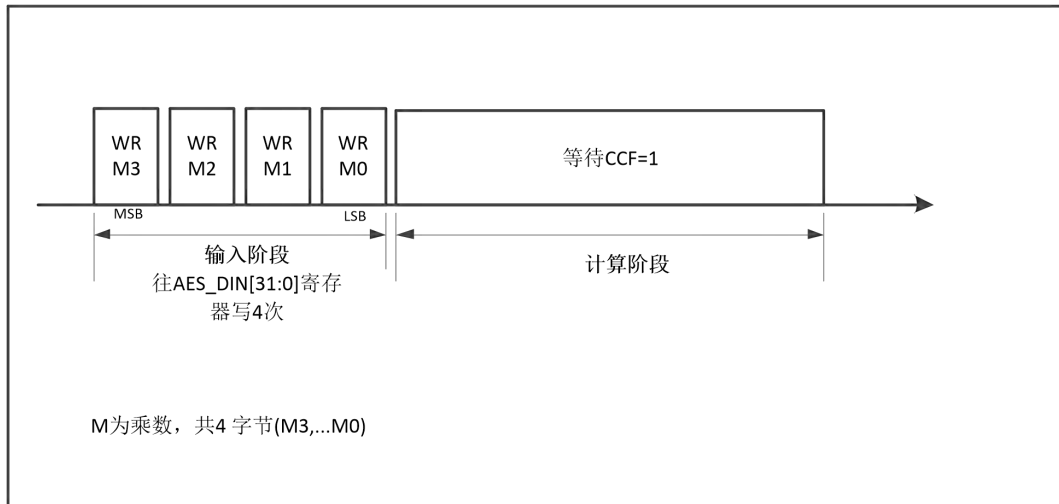 WR WR WR WR
M3 M2 M1 M0
等待CCF=1
MSB LSB
输入阶段
计算阶段
往AES_DIN[31:0]寄存
器写4次
M为乘数，共4 字节(M3,...M0)